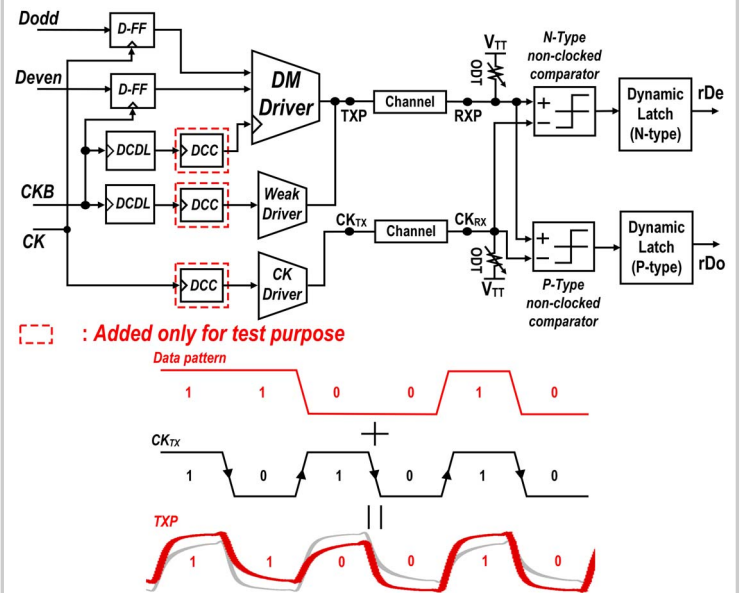 Dodd
D-FF
Deven
D-FF
DM
Driver
DCDL
DCC
CKB
DCDL
DCC
Weak
Driver
CK
DCC
CK
Driver
TXP
Channel
RXP
VTT
ODT
N-Type
non-clocked
comparator
+
−
Dynamic
Latch
(N-type)
rDe
CKTX
Channel
CKRX
ODT
VTT
+
−
P-Type
non-clocked
comparator
Dynamic
Latch
(P-type)
rDo
: Added only for test purpose
Data pattern
1 1 0 0 1 0
+
CKTX
1 0 1 0 1 0
||
TXP
1 1 0 0 1 0